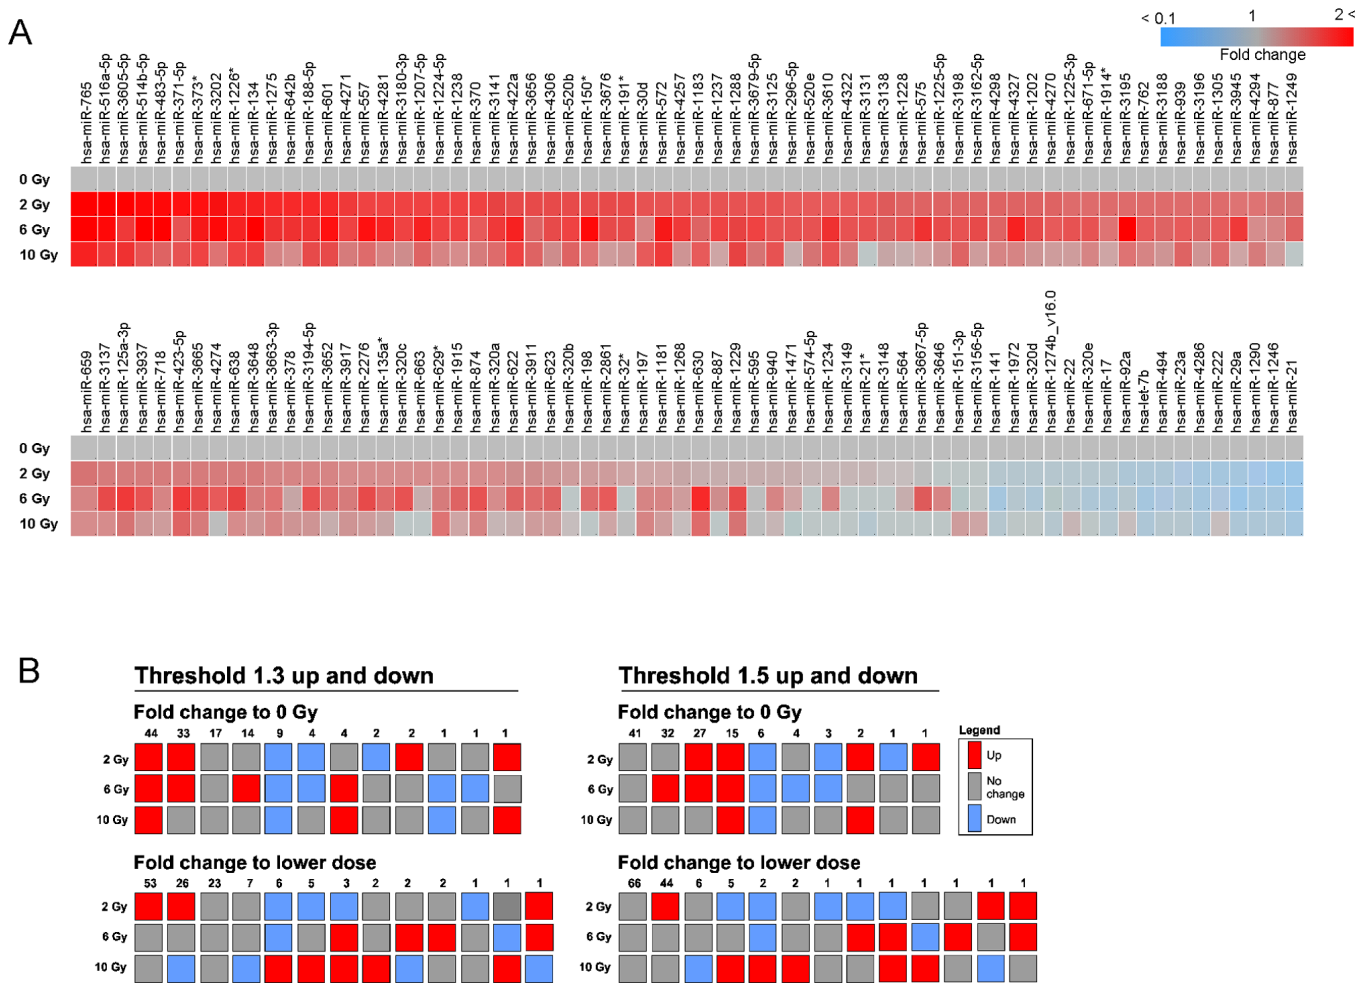 A
< 0.1 1 2 <
Fold change
hsa-miR-765
hsa-miR-516a-5p
hsa-miR-3605-5p
hsa-miR-514b-5p
hsa-miR-483-5p
hsa-miR-371-5p
hsa-miR-373*
hsa-miR-3202
hsa-miR-1226*
hsa-miR-134
hsa-miR-1275
hsa-miR-642b
hsa-miR-188-5p
hsa-miR-601
hsa-miR-4271
hsa-miR-557
hsa-miR-4281
hsa-miR-3180-3p
hsa-miR-1207-5p
hsa-miR-1224-5p
hsa-miR-1238
hsa-miR-370
hsa-miR-3141
hsa-miR-422a
hsa-miR-3656
hsa-miR-4306
hsa-miR-520b
hsa-miR-150*
hsa-miR-3676
hsa-miR-191*
hsa-miR-30d
hsa-miR-572
hsa-miR-4257
hsa-miR-1183
hsa-miR-1237
hsa-miR-1288
hsa-miR-3679-5p
hsa-miR-3125
hsa-miR-296-5p
hsa-miR-520e
hsa-miR-3610
hsa-miR-4322
hsa-miR-3131
hsa-miR-3138
hsa-miR-1228
hsa-miR-575
hsa-miR-1225-5p
hsa-miR-3198
hsa-miR-3162-5p
hsa-miR-4298
hsa-miR-4327
hsa-miR-1202
hsa-miR-4270
hsa-miR-1225-3p
hsa-miR-671-5p
hsa-miR-1914*
hsa-miR-3195
hsa-miR-762
hsa-miR-3188
hsa-miR-939
hsa-miR-3196
hsa-miR-1305
hsa-miR-3945
hsa-miR-4294
hsa-miR-877
hsa-miR-1249
0 Gy
2 Gy
6 Gy
10 Gy
hsa-miR-659
hsa-miR-3137
hsa-miR-125a-3p
hsa-miR-3937
hsa-miR-718
hsa-miR-423-5p
hsa-miR-3665
hsa-miR-4274
hsa-miR-638
hsa-miR-3648
hsa-miR-3663-3p
hsa-miR-378
hsa-miR-3194-5p
hsa-miR-3652
hsa-miR-3917
hsa-miR-2276
hsa-miR-135a*
hsa-miR-320c
hsa-miR-663
hsa-miR-629*
hsa-miR-1915
hsa-miR-874
hsa-miR-320a
hsa-miR-622
hsa-miR-3911
hsa-miR-623
hsa-miR-320b
hsa-miR-198
hsa-miR-2861
hsa-miR-32*
hsa-miR-197
hsa-miR-1181
hsa-miR-1268
hsa-miR-630
hsa-miR-887
hsa-miR-1229
hsa-miR-595
hsa-miR-940
hsa-miR-1471
hsa-miR-574-5p
hsa-miR-1234
hsa-miR-3149
hsa-miR-21*
hsa-miR-3148
hsa-miR-564
hsa-miR-3667-5p
hsa-miR-3646
hsa-miR-151-3p
hsa-miR-3156-5p
hsa-miR-141
hsa-miR-1972
hsa-miR-320d
hsa-miR-1274b_v16.0
hsa-miR-22
hsa-miR-320e
hsa-miR-17
hsa-miR-92a
hsa-let-7b
hsa-miR-494
hsa-miR-23a
hsa-miR-4286
hsa-miR-222
hsa-miR-29a
hsa-miR-1290
hsa-miR-1246
hsa-miR-21
0 Gy
2 Gy
6 Gy
10 Gy
B
Threshold 1.3 up and down
Fold change to 0 Gy
44 33 17 14 9 4 4 2 2 1 1 1
2 Gy
6 Gy
10 Gy
Fold change to lower dose
53 26 23 7 6 5 3 2 2 2 1 1 1
2 Gy
6 Gy
10 Gy
Threshold 1.5 up and down
Fold change to 0 Gy
41 32 27 15 6 4 3 2 1 1
2 Gy
6 Gy
10 Gy
Fold change to lower dose
66 44 6 5 2 2 1 1 1 1 1 1 1
2 Gy
6 Gy
10 Gy
Legend
Up
No
change
Down